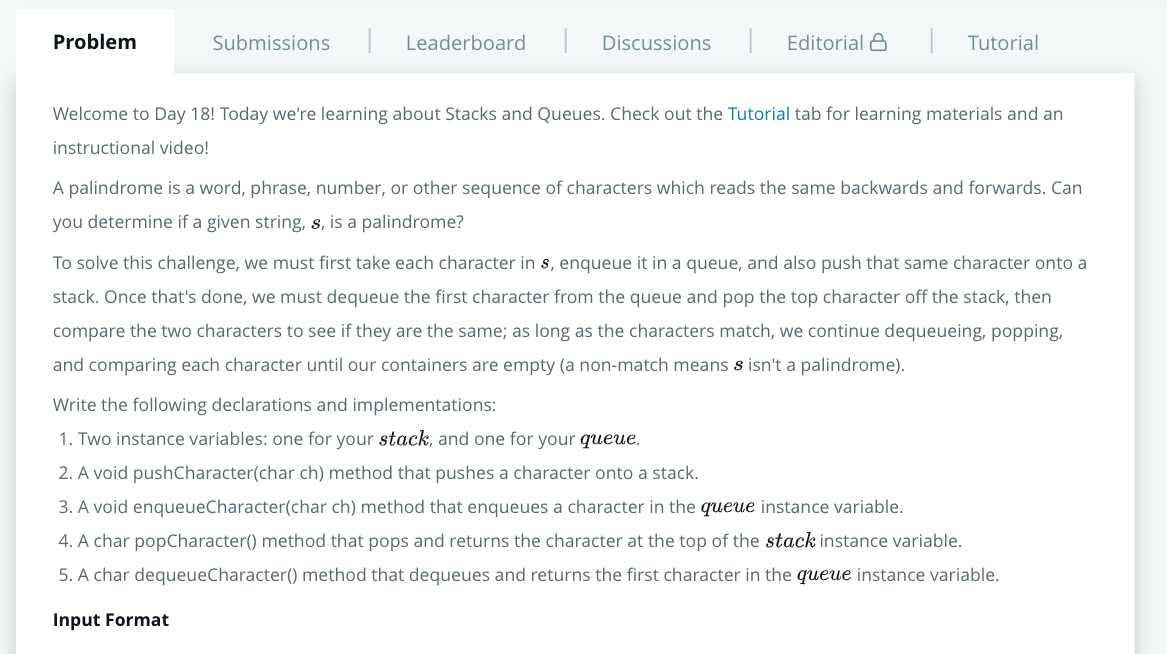 Problem
Submissions
Leaderboard
Discussions
Editorial
Tutorial
Welcome to Day 18! Today we're learning about Stacks and Queues. Check out the Tutorial tab for learning materials and an
instructional video!
A palindrome is a word, phrase, number, or other sequence of characters which reads the same backwards and forwards. Can
you determine if a given string, s, is a palindrome?
To solve this challenge, we must first take each character in s, enqueue it in a queue, and also push that same character onto a
stack. Once that's done, we must dequeue the first character from the queue and pop the top character off the stack, then
compare the two characters to see if they are the same; as long as the characters match, we continue dequeueing, popping,
and comparing each character until our containers are empty (a non-match means s isn't a palindrome).
Write the following declarations and implementations:
1. Two instance variables: one for your stack, and one for your queue.
2. A void pushCharacter(char ch) method that pushes a character onto a stack.
3. A void enqueueCharacter(char ch) method that enqueues a character in the queue instance variable.
4. A char popCharacter() method that pops and returns the character at the top of the stack instance variable.
5. A char dequeueCharacter() method that dequeues and returns the first character in the queue instance variable.
Input Format